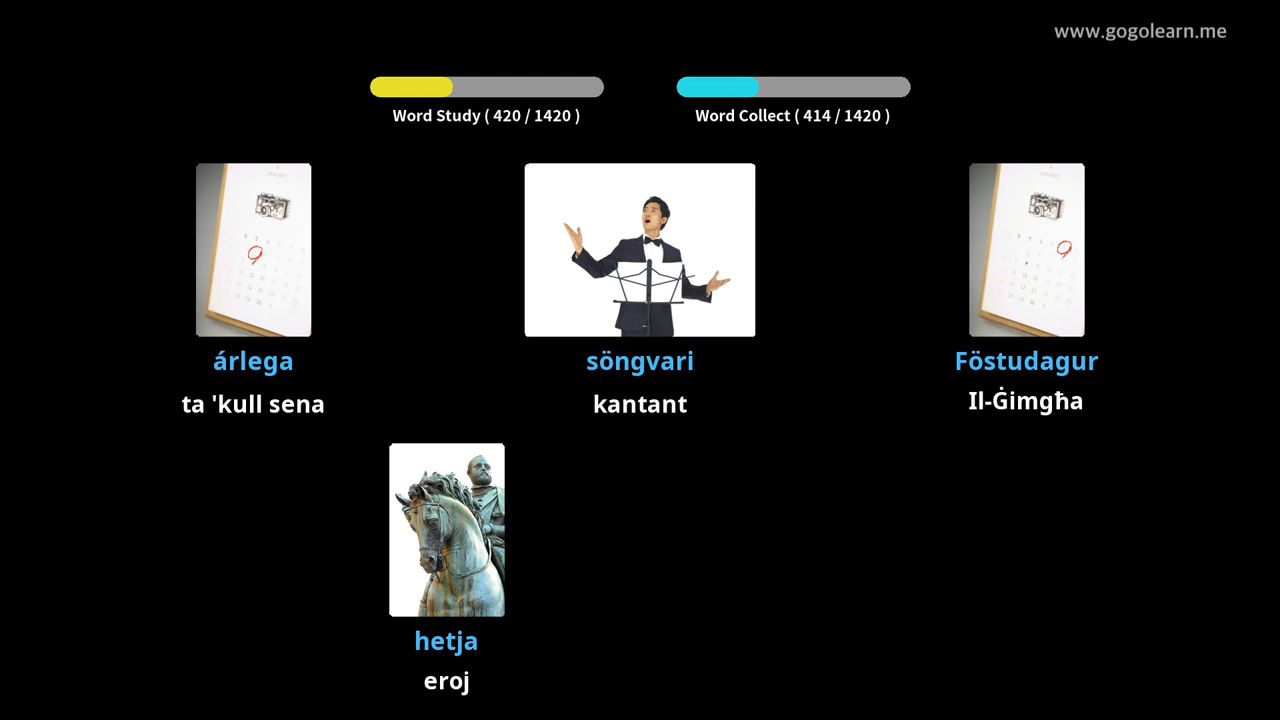 www.gogolearn.me
Word Study ( 420 / 1420 )
Word Collect ( 414 / 1420 )
árlega
ta 'kull sena
söngvari
kantant
Föstudagur
Il-Ġimgħa
hetja
eroj